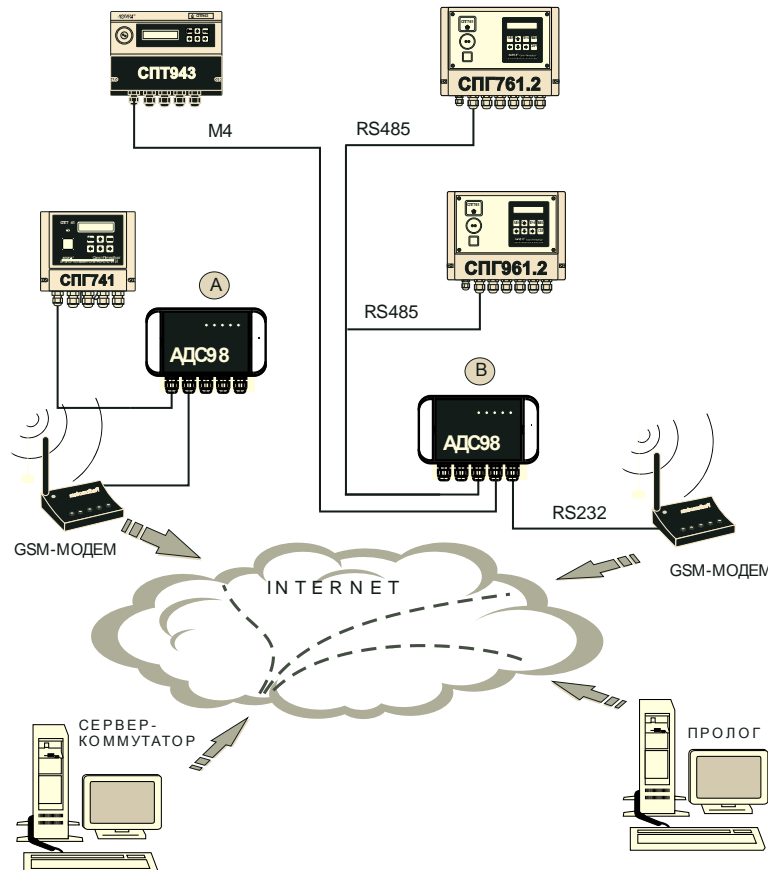 СПТ943
СПГ761.2
M4
RS485
СПГ961.2
СПГ741
A
RS485
АДС98
B
АДС98
RS232
GSM-МОДЕМ
GSM-МОДЕМ
INTERNET
СЕРВЕР-
КОММУТАТОР
ПРОЛОГ